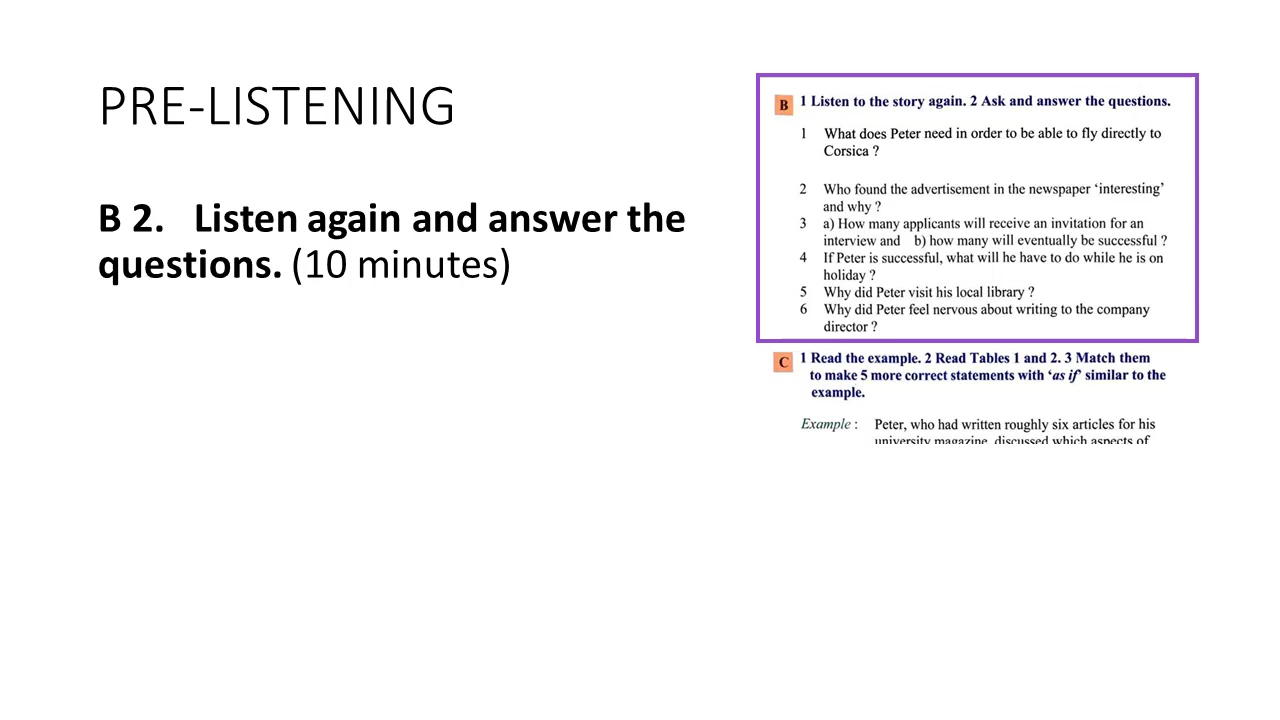 PRE-LISTENING
B 2. Listen again and answer the
questions. (10 minutes)
B 1 Listen to the story again. 2 Ask and answer the questions.
1 What does Peter need in order to be able to fly directly to
Corsica ?
2 Who found the advertisement in the newspaper ‘interesting’
and why ?
3 a) How many applicants will receive an invitation for an
interview and b) how many will eventually be successful ?
4 If Peter is successful, what will he have to do while he is on
holiday ?
5 Why did Peter visit his local library ?
6 Why did Peter feel nervous about writing to the company
director ?
C 1 Read the example. 2 Read Tables 1 and 2. 3 Match them
to make 5 more correct statements with ‘as if’ similar to the
example.
Example : Peter, who had written roughly six articles for his
university magazine, discussed which aspects of